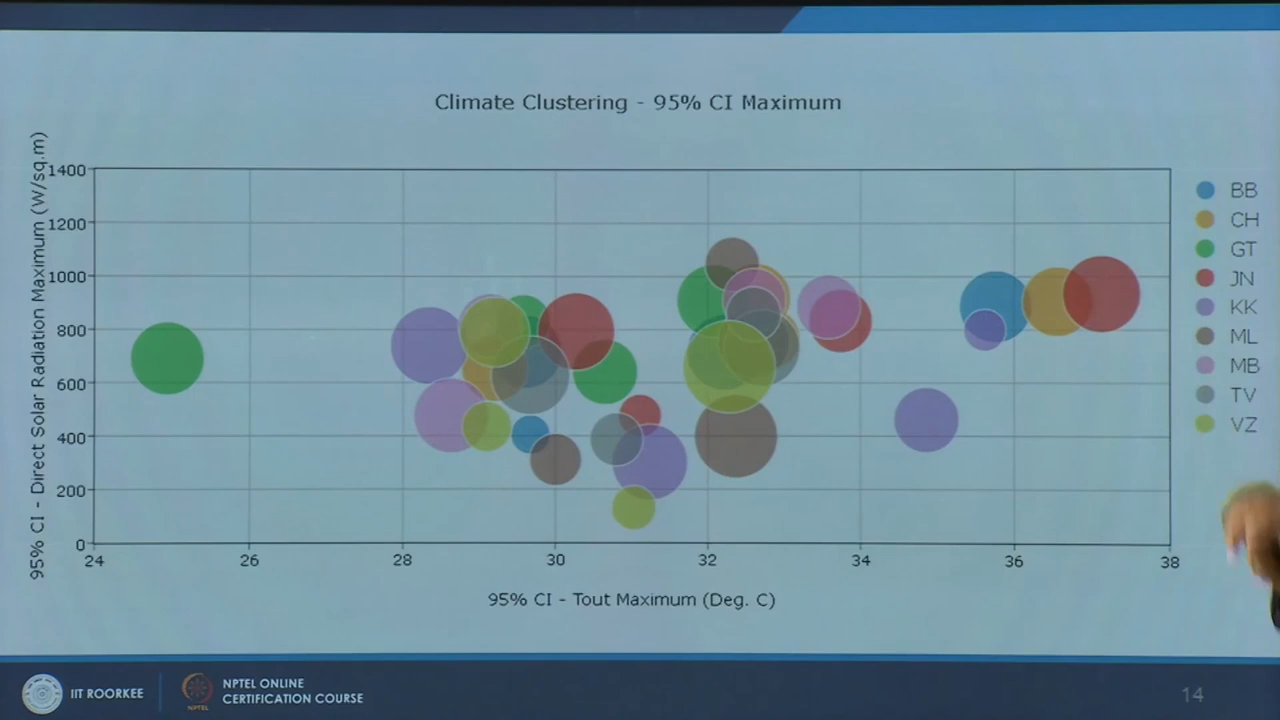 Climate Clustering - 95% CI Maximum
95% CI - Direct Solar Radiation Maximum (W/sq.m)
1400
1200
1000
800
600
400
200
0
24 26 28 30 32 34 36 38
95% CI - Tout Maximum (Deg. C)
BB
CH
GT
JN
KK
ML
MB
TV
VZ
IIT ROORKEE
NPTEL
NPTEL ONLINE
CERTIFICATION COURSE
14